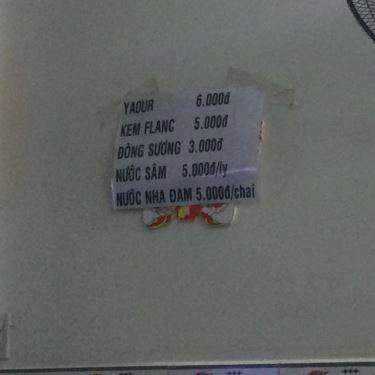 YAOUR 6.000đ
KEM FLANC 5.000đ
ĐÔNG SƯƠNG 3.000đ
NƯỚC SÂM 5.000đ/ly
NƯỚC NHA ĐAM 5.000đ/chai